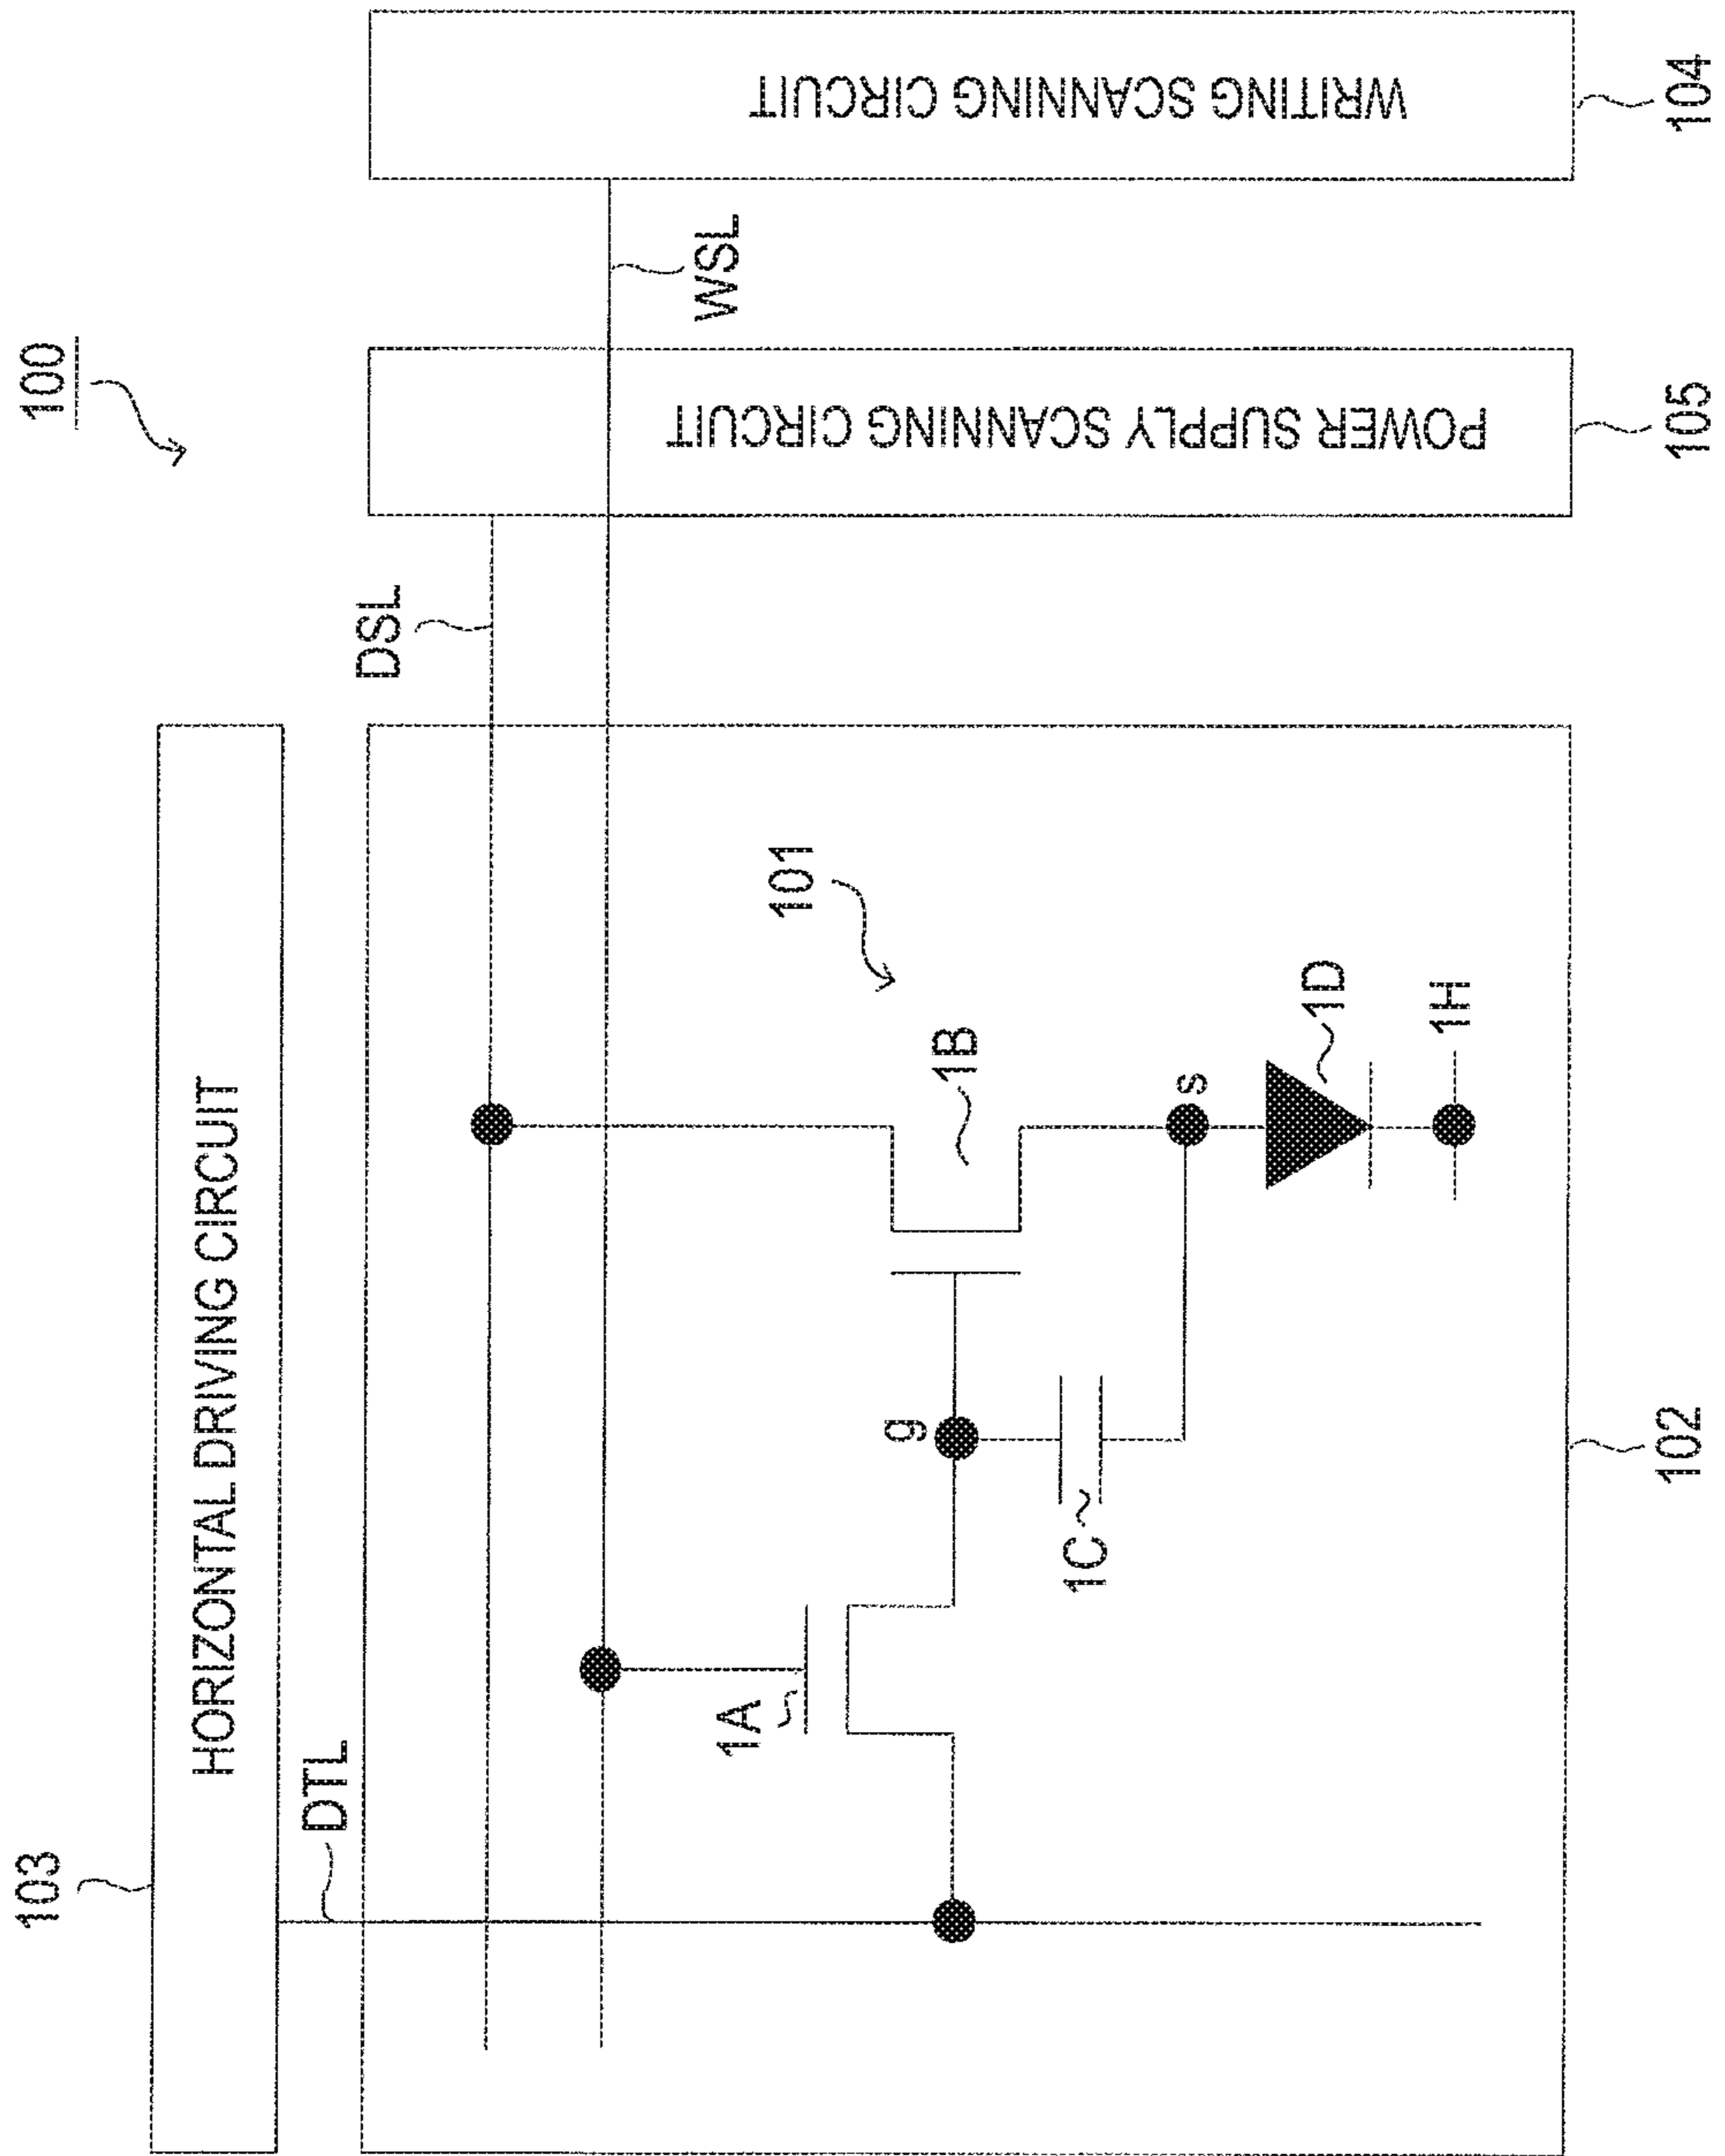 100
103
HORIZONTAL DRIVING CIRCUIT
DTL
DSL
WSL
POWER SUPPLY SCANNING CIRCUIT
WRITING SCANNING CIRCUIT
101
1A
g
1B
1C
s
1D
1H
102
105
104